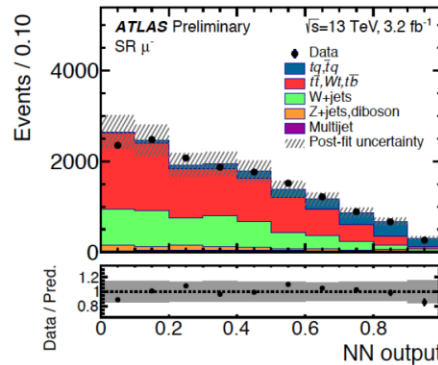 ATLAS Preliminary √s=13 TeV, 3.2 fb⁻¹
SR μ⁻
Data
tq, t̄q
tt̄, Wt, tb̄
W+jets
Z+jets,diboson
Multijet
Post-fit uncertainty
Events / 0.10
4000
2000
0
Data / Pred.
1.2
1.0
0.8
0 0.2 0.4 0.6 0.8
NN output